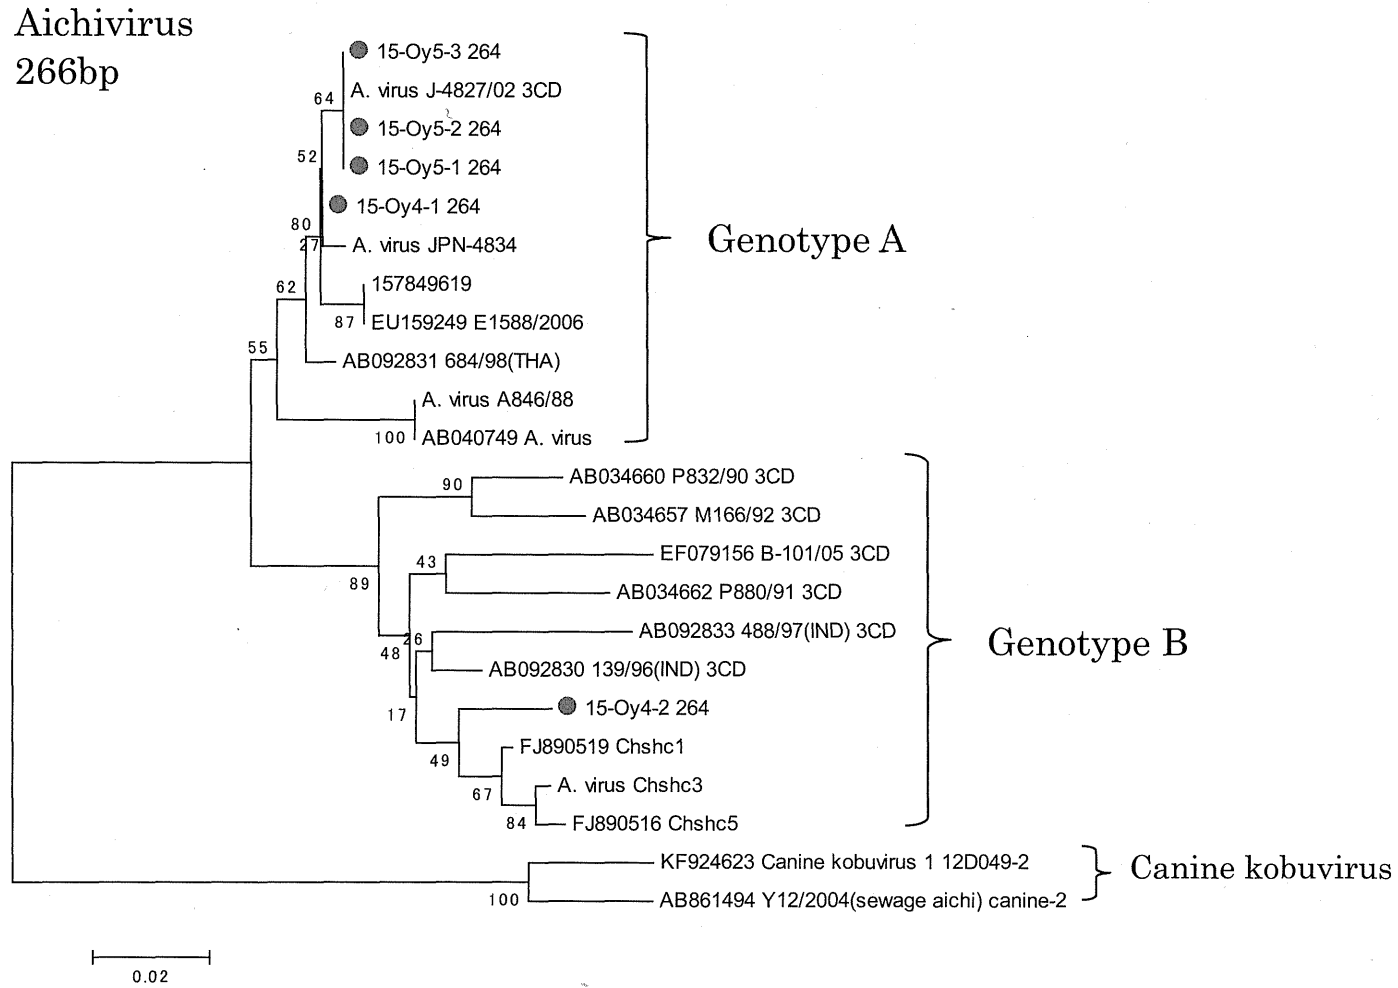 Aichivirus
266bp
15-Oy5-3 264
64
A. virus J-4827/02 3CD
15-Oy5-2 264
52
15-Oy5-1 264
15-Oy4-1 264
80
27
A. virus JPN-4834
Genotype A
62
157849619
87
EU159249 E1588/2006
55
AB092831 684/98(THA)
A. virus A846/88
100
AB040749 A. virus
90
AB034660 P832/90 3CD
AB034657 M166/92 3CD
43
EF079156 B-101/05 3CD
89
AB034662 P880/91 3CD
26
AB092833 488/97(IND) 3CD
Genotype B
48
AB092830 139/96(IND) 3CD
17
15-Oy4-2 264
49
FJ890519 Chshc1
67
A. virus Chshc3
84
FJ890516 Chshc5
KF924623 Canine kobuvirus 1 12D049-2
Canine kobuvirus
100
AB861494 Y12/2004(sewage aichi) canine-2
0.02